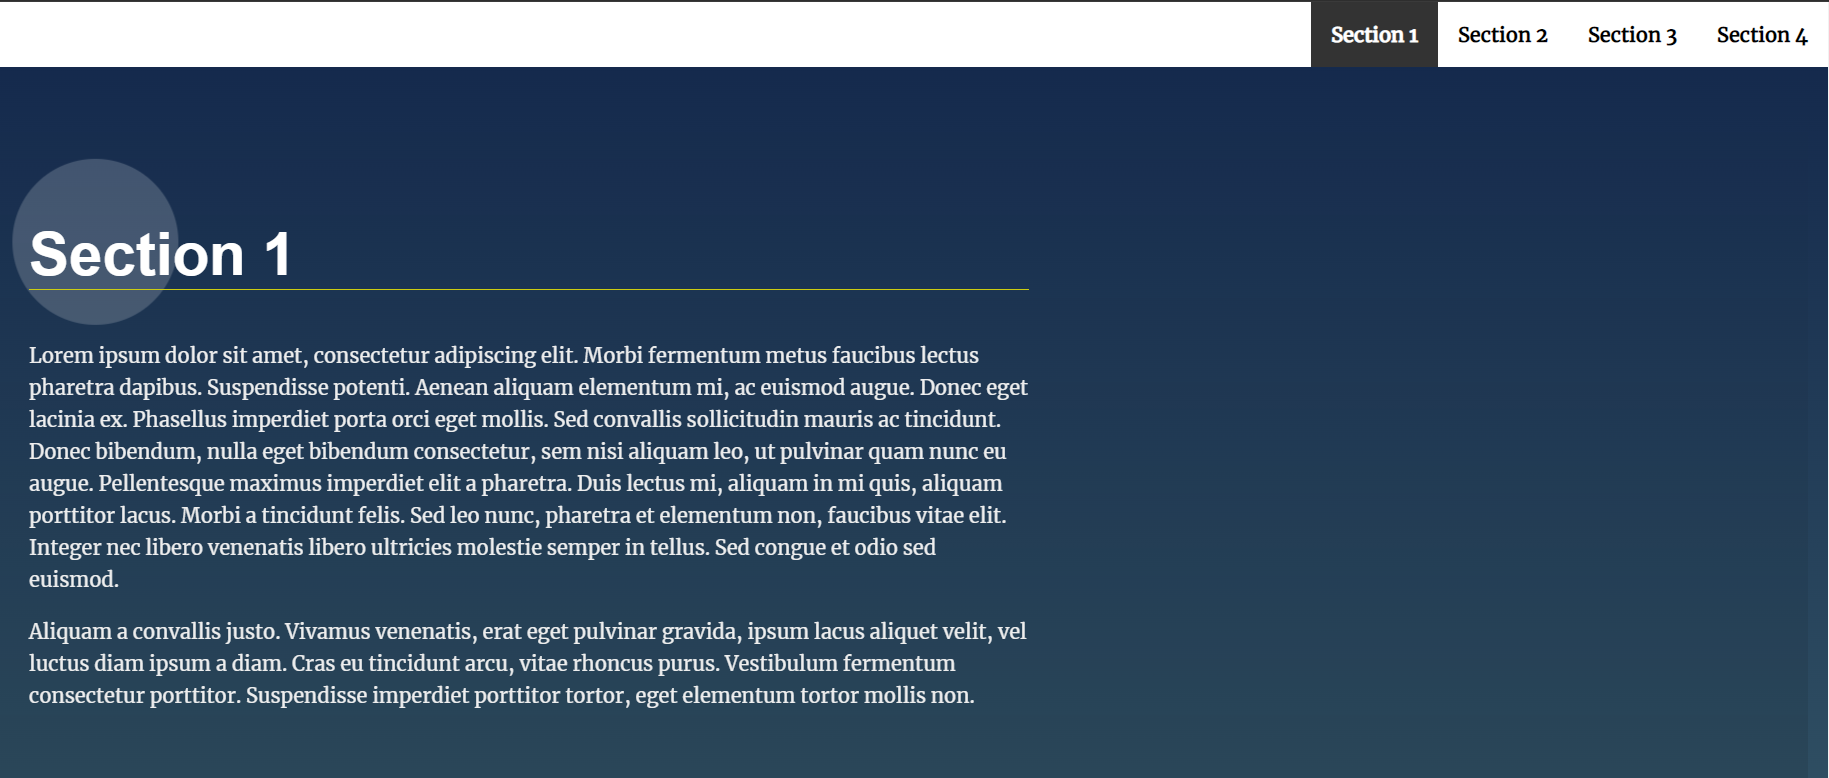 Section 1
Section 2
Section 3
Section 4
Section 1
Lorem ipsum dolor sit amet, consectetur adipiscing elit. Morbi fermentum metus faucibus lectus
pharetra dapibus. Suspendisse potenti. Aenean aliquam elementum mi, ac euismod augue. Donec eget
lacinia ex. Phasellus imperdiet porta orci eget mollis. Sed convallis sollicitudin mauris ac tincidunt.
Donec bibendum, nulla eget bibendum consectetur, sem nisi aliquam leo, ut pulvinar quam nunc eu
augue. Pellentesque maximus imperdiet elit a pharetra. Duis lectus mi, aliquam in mi quis, aliquam
porttitor lacus. Morbi a tincidunt felis. Sed leo nunc, pharetra et elementum non, faucibus vitae elit.
Integer nec libero venenatis libero ultricies molestie semper in tellus. Sed congue et odio sed
euismod.
Aliquam a convallis justo. Vivamus venenatis, erat eget pulvinar gravida, ipsum lacus aliquet velit, vel
luctus diam ipsum a diam. Cras eu tincidunt arcu, vitae rhoncus purus. Vestibulum fermentum
consectetur porttitor. Suspendisse imperdiet porttitor tortor, eget elementum tortor mollis non.